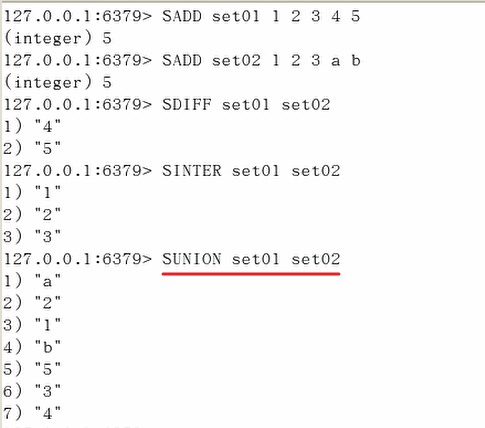 127.0.0.1:6379> SADD set01 1 2 3 4 5
(integer) 5
127.0.0.1:6379> SADD set02 1 2 3 a b
(integer) 5
127.0.0.1:6379> SDIFF set01 set02
1) "4"
2) "5"
127.0.0.1:6379> SINTER set01 set02
1) "1"
2) "2"
3) "3"
127.0.0.1:6379> SUNION set01 set02
1) "a"
2) "2"
3) "1"
4) "b"
5) "5"
6) "3"
7) "4"